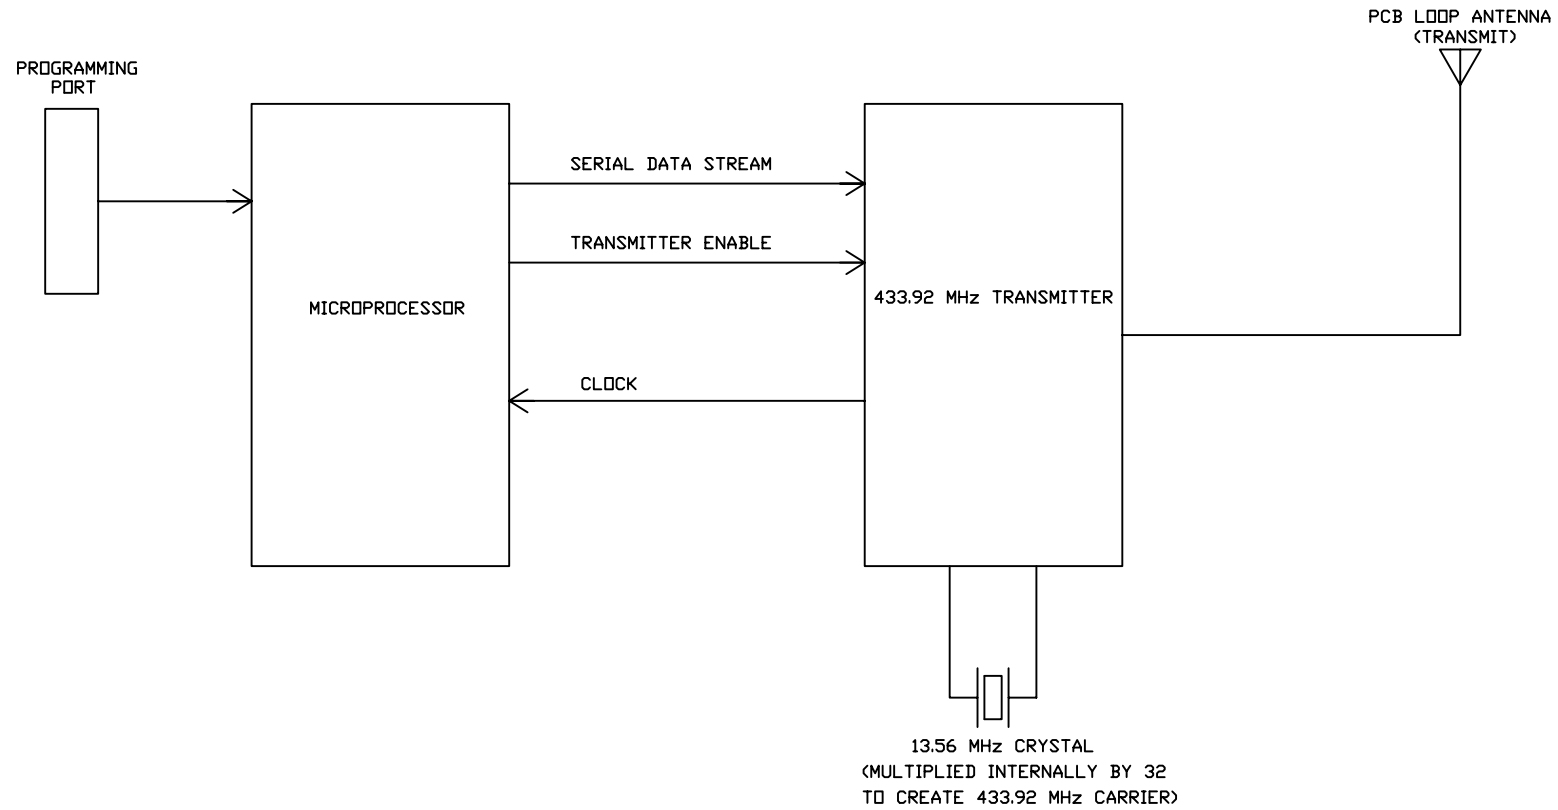 PCB LOOP ANTENNA
(TRANSMIT)
PROGRAMMING
PORT
SERIAL DATA STREAM
TRANSMITTER ENABLE
433.92 MHz TRANSMITTER
MICROPROCESSOR
CLOCK
13.56 MHz CRYSTAL
(MULTIPLIED INTERNALLY BY 32
TO CREATE 433.92 MHz CARRIER)